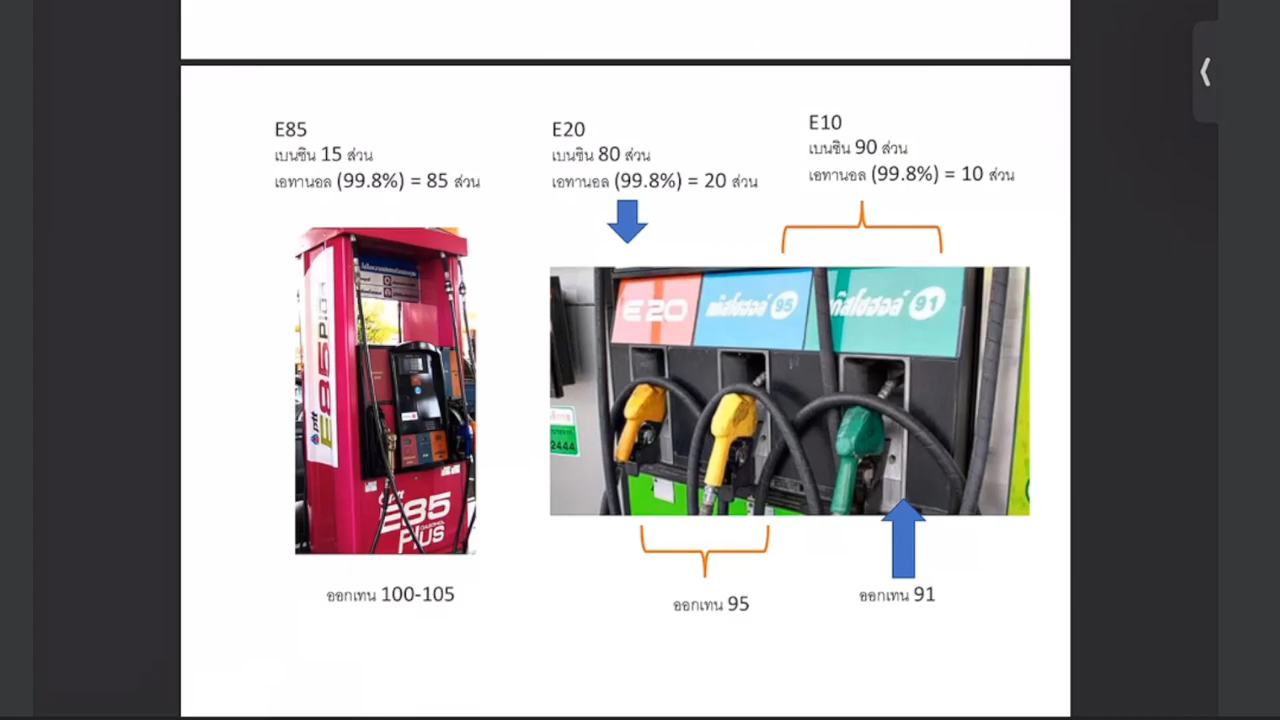 E85
เบนซิน 15 ส่วน
เอทานอล (99.8%) = 85 ส่วน
E20
เบนซิน 80 ส่วน
เอทานอล (99.8%) = 20 ส่วน
E10
เบนซิน 90 ส่วน
เอทานอล (99.8%) = 10 ส่วน
ptt E85 Plus
E85
GASOHOL
Plus
E20
แก๊สโซฮอล์ 95
แก๊สโซฮอล์ 91
2444
ออกเทน 100-105
ออกเทน 95
ออกเทน 91